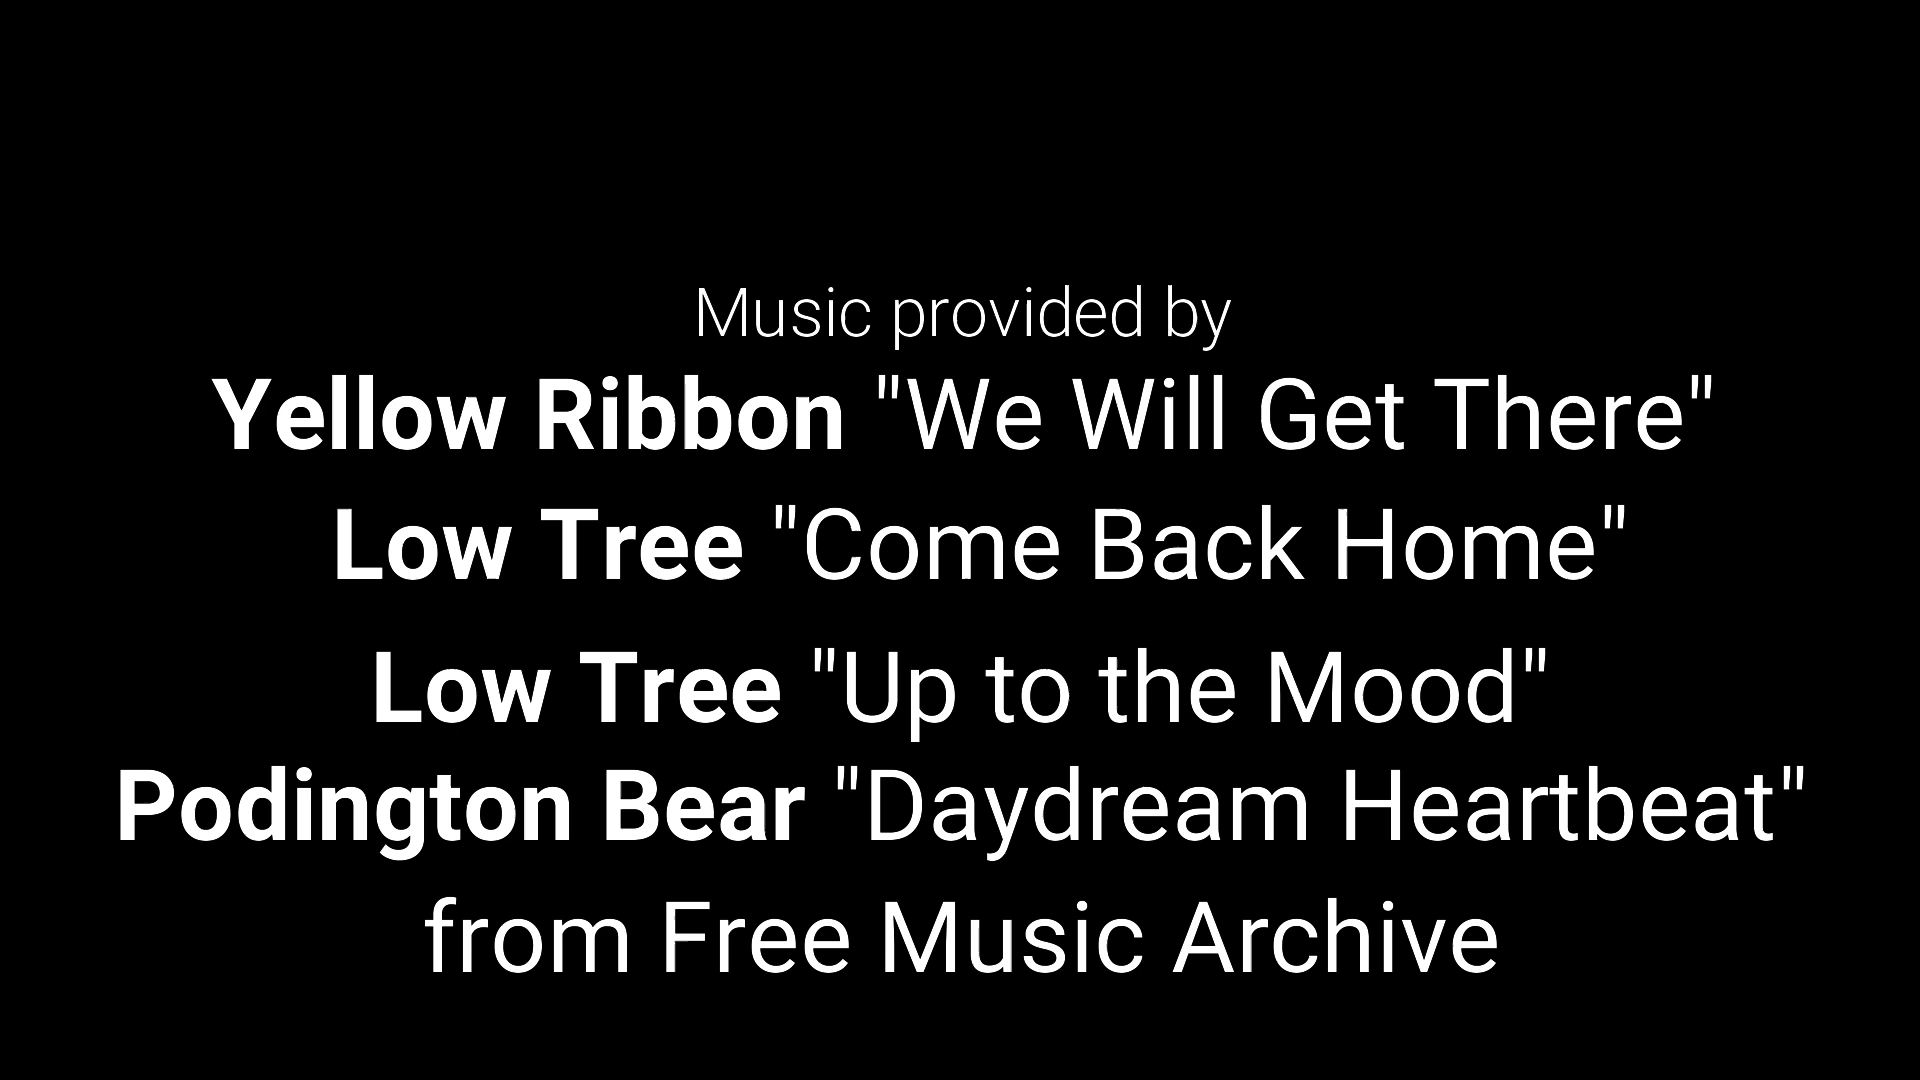 Music provided by
Yellow Ribbon "We Will Get There"
Low Tree "Come Back Home"
Low Tree "Up to the Mood"
Podington Bear "Daydream Heartbeat"
from Free Music Archive